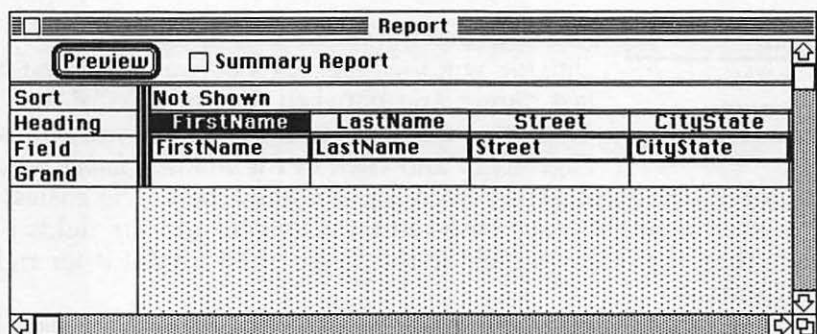 Report
Preview Summary Report
Sort Not Shown
Heading FirstName LastName Street CityState
Field FirstName LastName Street CityState
Grand